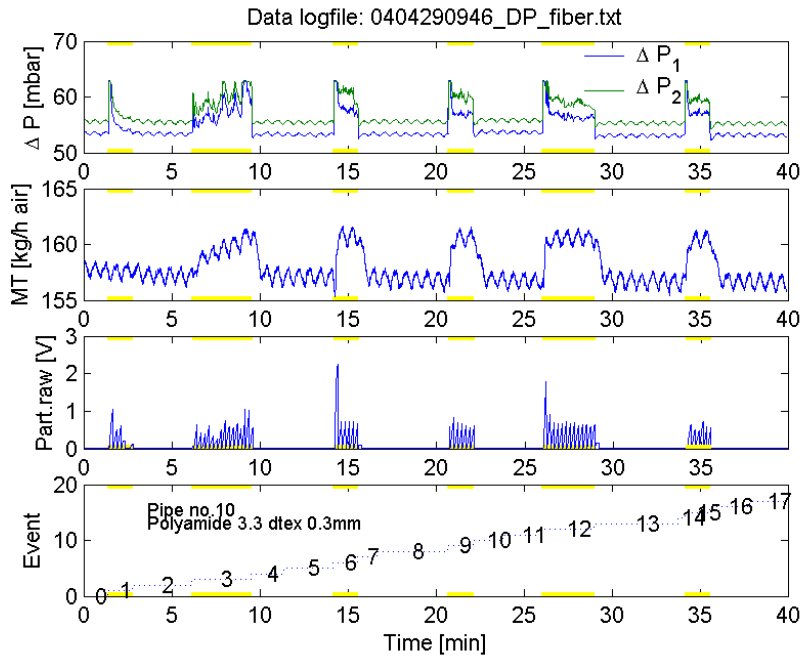 Data logfile: 0404290946_DP_fiber.txt
Δ P [mbar]
70
60
50
Δ P1
Δ P2
0 5 10 15 20 25 30 35 40
MT [kg/h air]
165
160
155
0 5 10 15 20 25 30 35 40
Part.raw [V]
3
2
1
0
0 5 10 15 20 25 30 35
Event
20
10
0
Pipe no.10
Polyamide 3.3 dtex 0.3mm
0 1 2 3 4 5 6 7 8 9 10 11 12 13 14 15 16 17
0 5 10 15 20 25 30 35 40
Time [min]